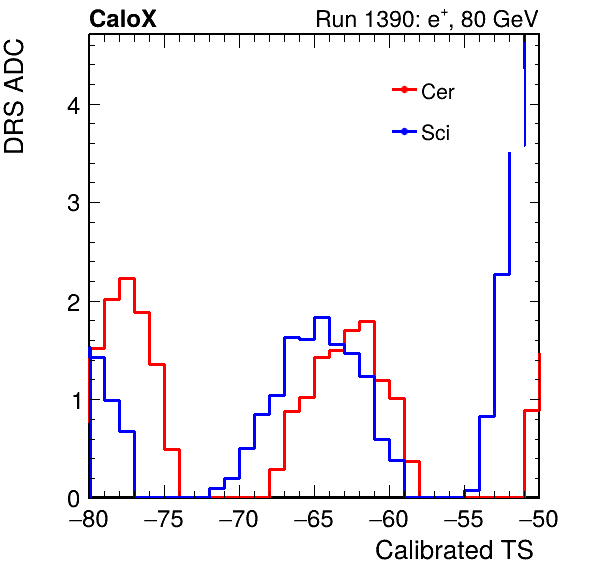 CaloX Run 1390: e⁺, 80 GeV
DRS ADC
Cer
Sci
4
3
2
1
0
−80 −75 −70 −65 −60 −55 −50
Calibrated TS